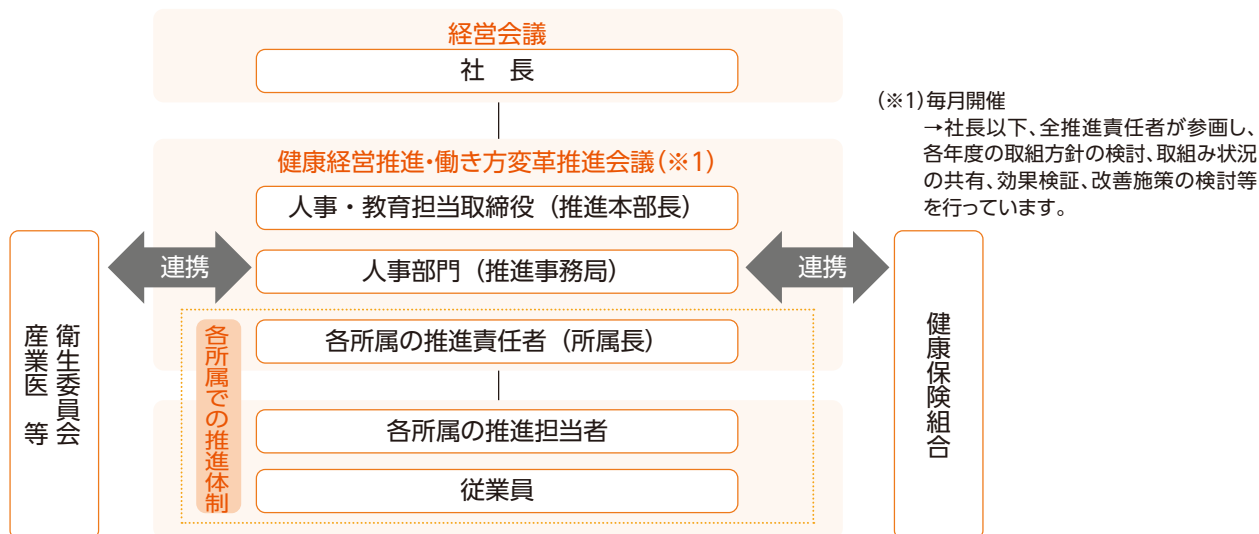 経営会議
社　長
(※1)毎月開催
→社長以下、全推進責任者が参画し、
各年度の取組方針の検討、取組み状況
の共有、効果検証、改善施策の検討等
を行っています。
健康経営推進・働き方変革推進会議(※1)
人事・教育担当取締役（推進本部長）
連携
人事部門（推進事務局）
連携
衛生委員会
産業医　等
各所属での推進体制
各所属の推進責任者（所属長）
健康保険組合
各所属の推進担当者
従業員